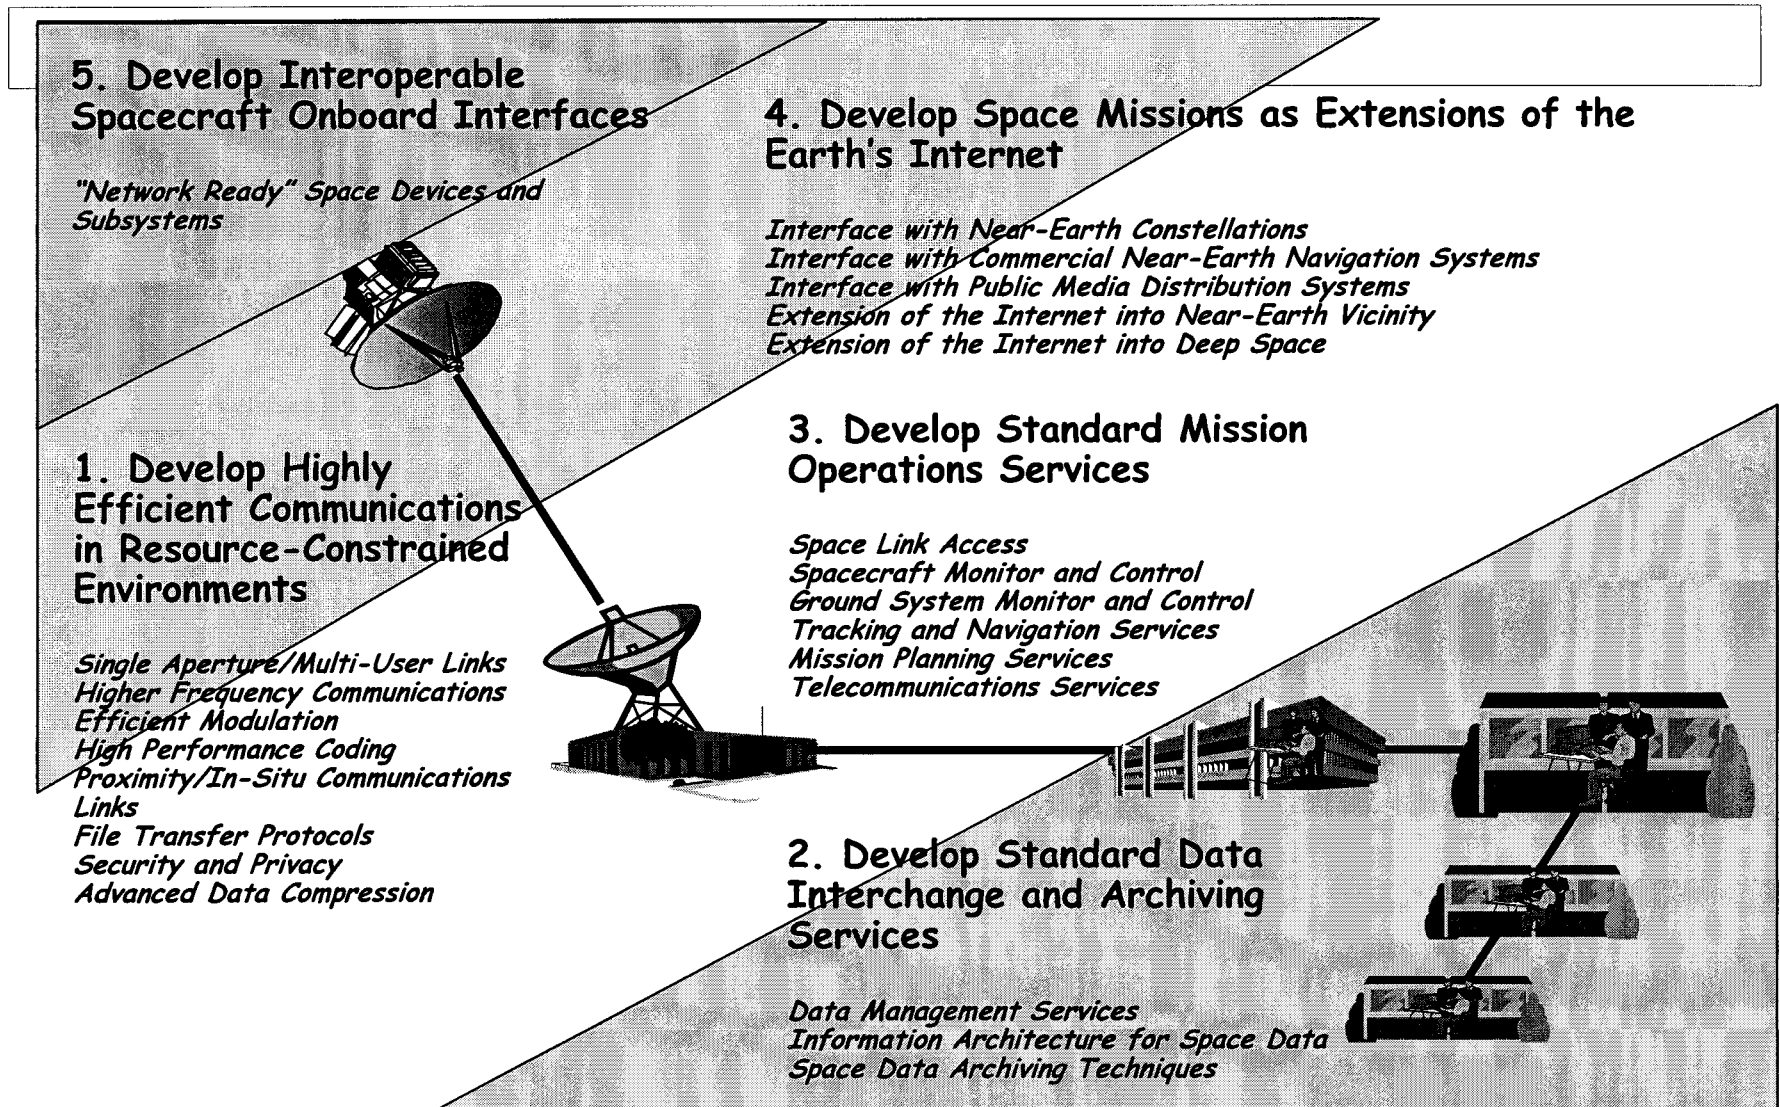 5. Develop Interoperable
Spacecraft Onboard Interfaces
"Network Ready" Space Devices and
Subsystems
4. Develop Space Missions as Extensions of the
Earth's Internet
Interface with Near-Earth Constellations
Interface with Commercial Near-Earth Navigation Systems
Interface with Public Media Distribution Systems
Extension of the Internet into Near-Earth Vicinity
Extension of the Internet into Deep Space
1. Develop Highly
Efficient Communications
in Resource-Constrained
Environments
Single Aperture/Multi-User Links
Higher Frequency Communications
Efficient Modulation
High Performance Coding
Proximity/In-Situ Communications
Links
File Transfer Protocols
Security and Privacy
Advanced Data Compression
3. Develop Standard Mission
Operations Services
Space Link Access
Spacecraft Monitor and Control
Ground System Monitor and Control
Tracking and Navigation Services
Mission Planning Services
Telecommunications Services
2. Develop Standard Data
Interchange and Archiving
Services
Data Management Services
Information Architecture for Space Data
Space Data Archiving Techniques